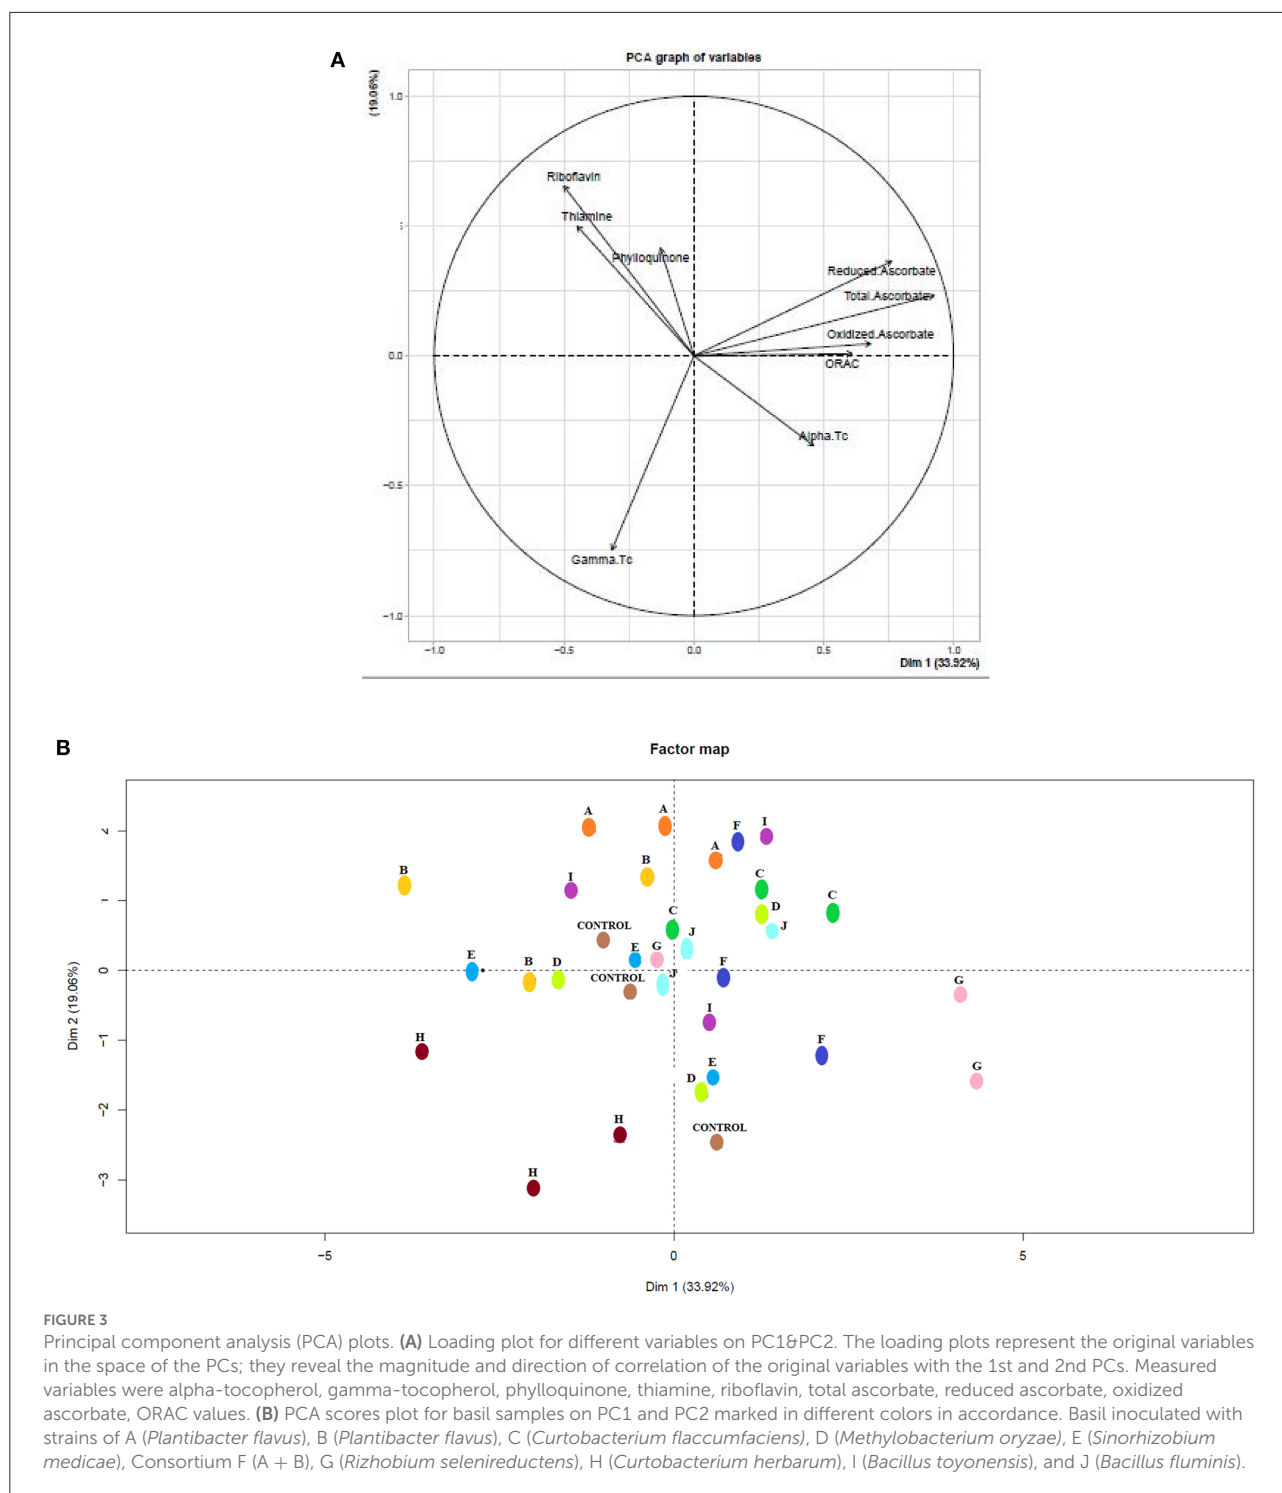 A
PCA graph of variables
(19.06%)
1.0
Riboflavin
Thiamine
5
Phylloquinone
Reduced.Ascorbate
Total.Ascorbate
Oxidized.Ascorbate
0.0
ORAC
Alpha.Tc
-0.5
Gamma.Tc
-1.0
-1.0 -0.5 0.0 0.5 1.0
Dim 1 (33.92%)
B
Factor map
A A
2 F I
A
B B
I C C
1 D
C J
CONTROL J
E G
E B D
0 CONTROL J F
G
I
H F
-1 E G
D
-2 H CONTROL
H
-3
Dim 2 (19.06%)
-5 0 5
Dim 1 (33.92%)
FIGURE 3
Principal component analysis (PCA) plots. (A) Loading plot for different variables on PC1&PC2. The loading plots represent the original variables
in the space of the PCs; they reveal the magnitude and direction of correlation of the original variables with the 1st and 2nd PCs. Measured
variables were alpha-tocopherol, gamma-tocopherol, phylloquinone, thiamine, riboflavin, total ascorbate, reduced ascorbate, oxidized
ascorbate, ORAC values. (B) PCA scores plot for basil samples on PC1 and PC2 marked in different colors in accordance. Basil inoculated with
strains of A (Plantibacter flavus), B (Plantibacter flavus), C (Curtobacterium flaccumfaciens), D (Methylobacterium oryzae), E (Sinorhizobium
medicae), Consortium F (A + B), G (Rizhobium selenireductens), H (Curtobacterium herbarum), I (Bacillus toyonensis), and J (Bacillus fluminis).